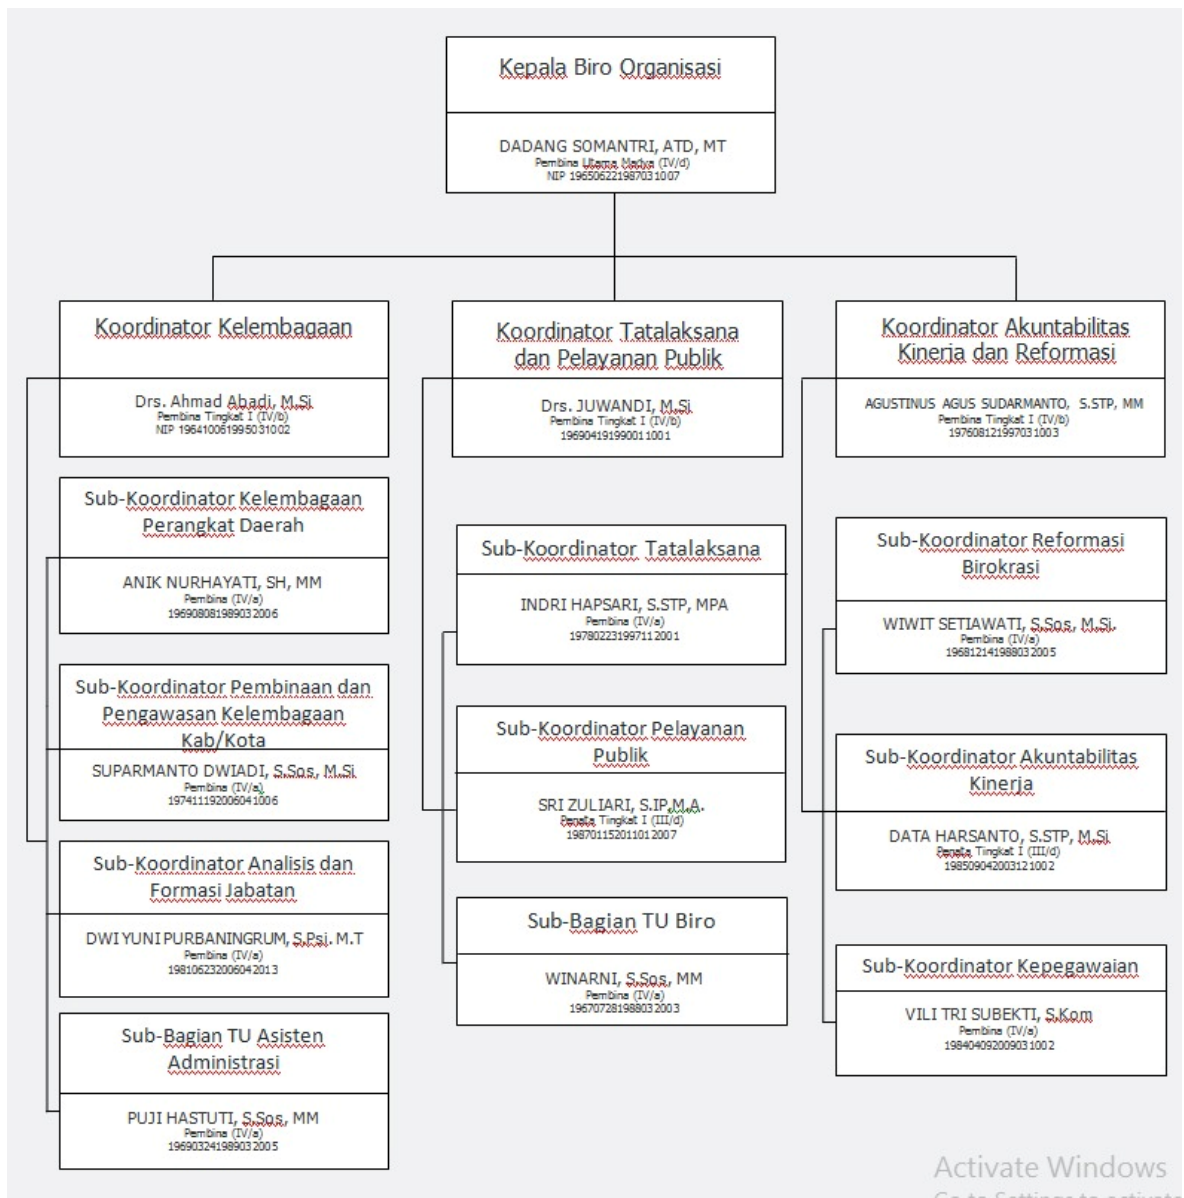 Kepala Biro Organisasi
DADANG SOMANTRI, ATD, MT
Pembina Utama Madya (IV/d)
NIP 196506221987031007
Koordinator Kelembagaan
Drs. Ahmad Abadi, M.Si
Pembina Tingkat I (IV/b)
NIP 196410061995031002
Sub-Koordinator Kelembagaan
Perangkat Daerah
ANIK NURHAYATI, SH, MM
Pembina (IV/a)
196908081989032006
Sub-Koordinator Pembinaan dan
Pengawasan Kelembagaan
Kab/Kota
SUPARMANTO DWIADI, S.Sos, M.Si
Pembina (IV/a)
197411192006041006
Sub-Koordinator Analisis dan
Formasi Jabatan
DWI YUNI PURBANINGRUM, S.Psi. M.T
Pembina (IV/a)
198106232006042013
Sub-Bagian TU Asisten
Administrasi
PUJI HASTUTI, S.Sos, MM
Pembina (IV/a)
196903241989032005
Koordinator Tatalaksana
dan Pelayanan Publik
Drs. JUWANDI, M.Si
Pembina Tingkat I (IV/b)
196904191990011001
Sub-Koordinator Tatalaksana
INDRI HAPSARI, S.STP, MPA
Pembina (IV/a)
197802231997112001
Sub-Koordinator Pelayanan
Publik
SRI ZULIARI, S.IP,M.A.
Penata Tingkat I (III/d)
198701152011012007
Sub-Bagian TU Biro
WINARNI, S.Sos, MM
Pembina (IV/a)
196707281988032003
Koordinator Akuntabilitas
Kinerja dan Reformasi
AGUSTINUS AGUS SUDARMANTO, S.STP, MM
Pembina Tingkat I (IV/b)
197608121997031003
Sub-Koordinator Reformasi
Birokrasi
WIWIT SETIAWATI, S.Sos, M.Si.
Pembina (IV/a)
196812141988032005
Sub-Koordinator Akuntabilitas
Kinerja
DATA HARSANTO, S.STP, M.Si
Penata Tingkat I (III/d)
198509042003121002
Sub-Koordinator Kepegawaian
VILI TRI SUBEKTI, S.Kom
Pembina (IV/a)
198404092009031002
Activate Windows
Go to Settings to activate